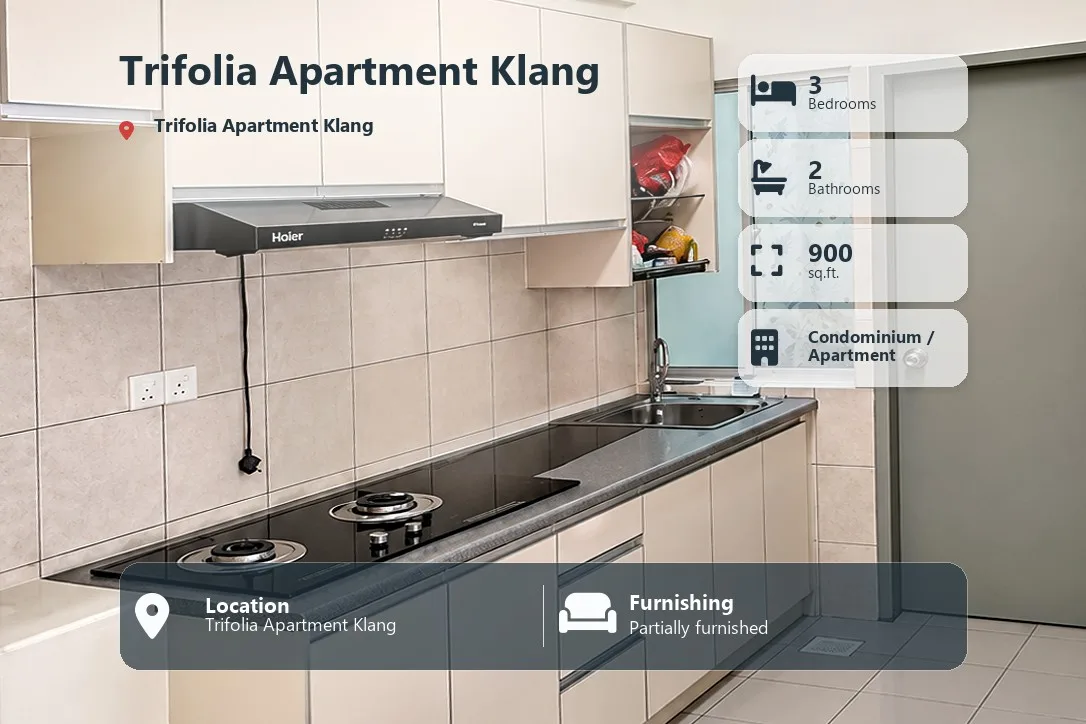 Trifolia Apartment Klang
Trifolia Apartment Klang
3
Bedrooms
2
Bathrooms
900
sq.ft.
Condominium /
Apartment
Haier
Location
Trifolia Apartment Klang
Furnishing
Partially furnished